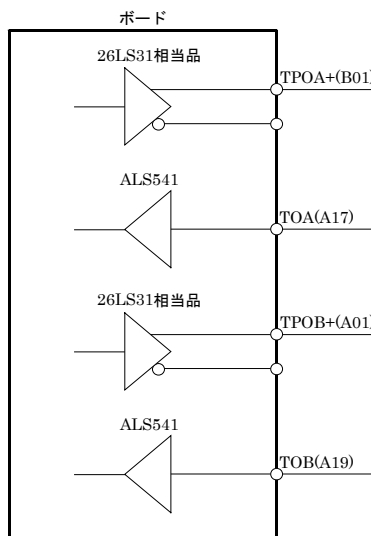 ボード
26LS31相当品
TPOA+(B01)
ALS541
TOA(A17)
26LS31相当品
TPOB+(A01)
ALS541
TOB(A19)